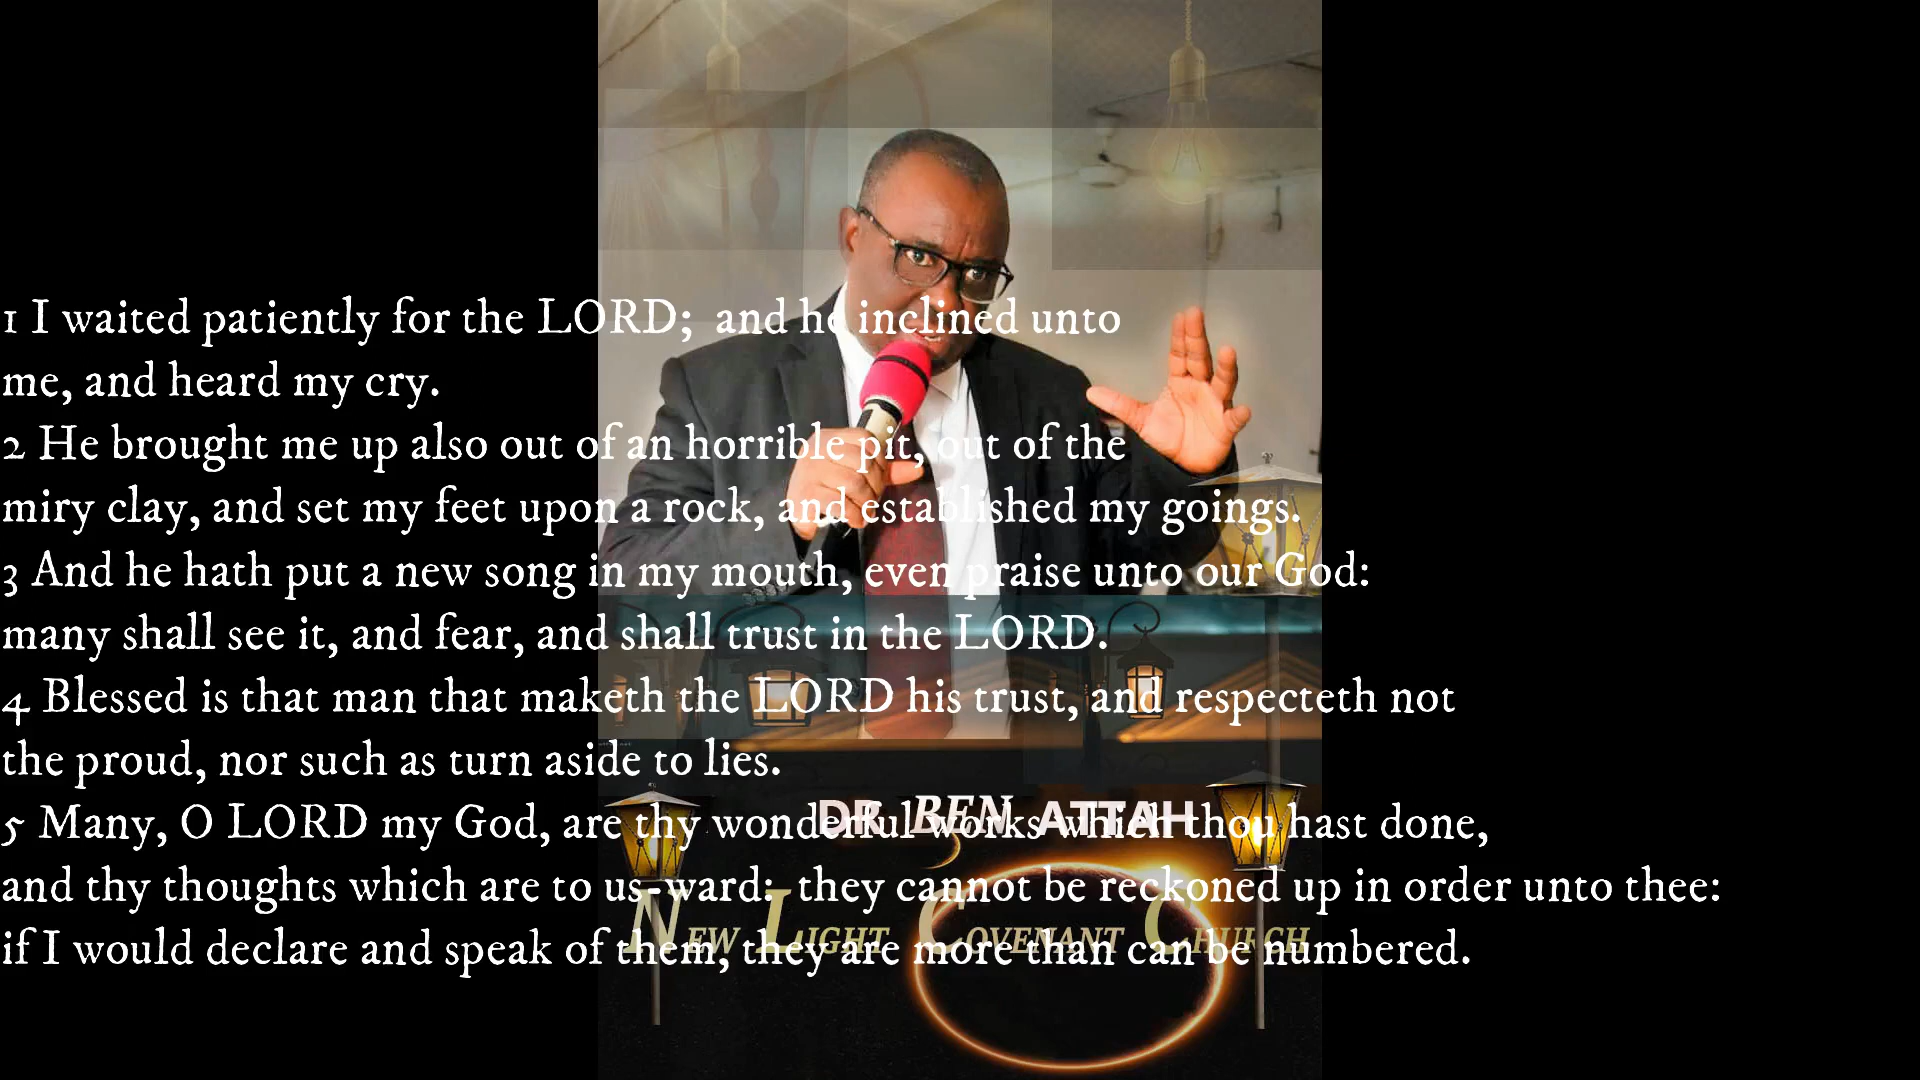 1 I waited patiently for the LORD;  and he inclined unto
me, and heard my cry.
2 He brought me up also out of an horrible pit, out of the
miry clay, and set my feet upon a rock, and established my goings.
3 And he hath put a new song in my mouth, even praise unto our God:
many shall see it, and fear, and shall trust in the LORD.
4 Blessed is that man that maketh the LORD his trust, and respecteth not
the proud, nor such as turn aside to lies.
5 Many, O LORD my God, are thy wonderful works which thou hast done,
and thy thoughts which are to us-ward:  they cannot be reckoned up in order unto thee:
if I would declare and speak of them, they are more than can be numbered.
DR BEN ATTAH
NEW LIGHT COVENANT CHURCH